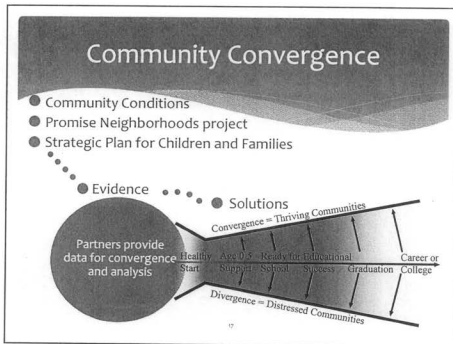 Community Convergence
Community Conditions
Promise Neighborhoods project
Strategic Plan for Children and Families
Evidence
Solutions
Convergence = Thriving Communities
Partners provide
data for convergence
and analysis
Healthy
Start
Age 0-5
Support
Ready for
School
Educational
Success
Graduation
Career or
College
Divergence = Distressed Communities
17